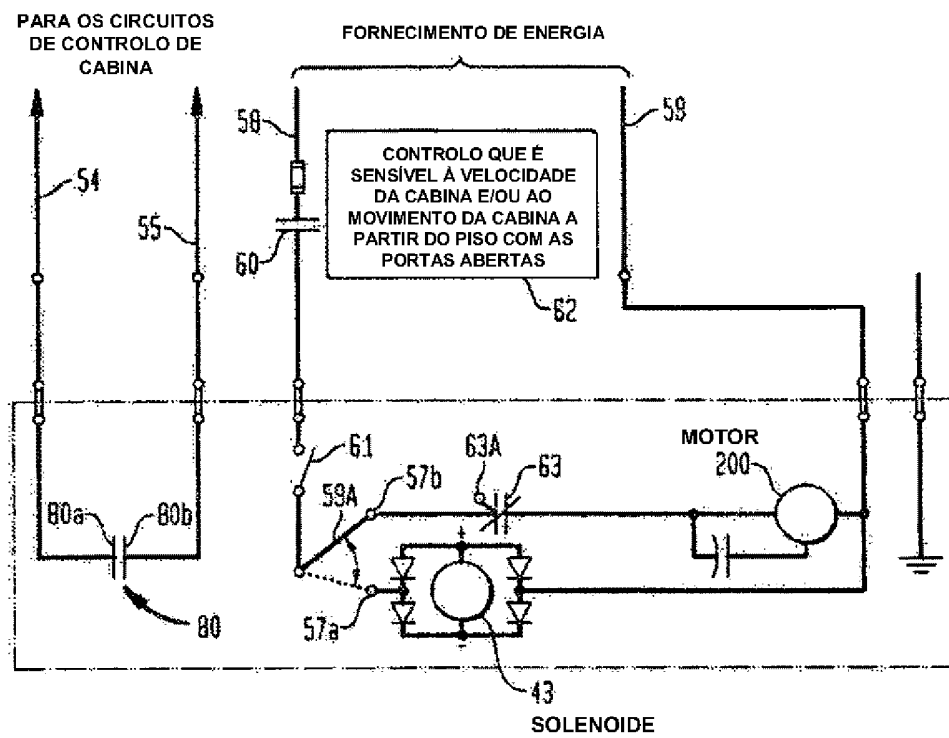 PARA OS CIRCUITOS
DE CONTROLO DE
CABINA
FORNECIMENTO DE ENERGIA
58
59
CONTROLO QUE É
SENSÍVEL À VELOCIDADE
DA CABINA E/OU AO
MOVIMENTO DA CABINA A
PARTIR DO PISO COM AS
PORTAS ABERTAS
54
55
60
62
61
63A
63
MOTOR
200
57b
59A
80a
80b
57a
+
-
80
43
SOLENOIDE